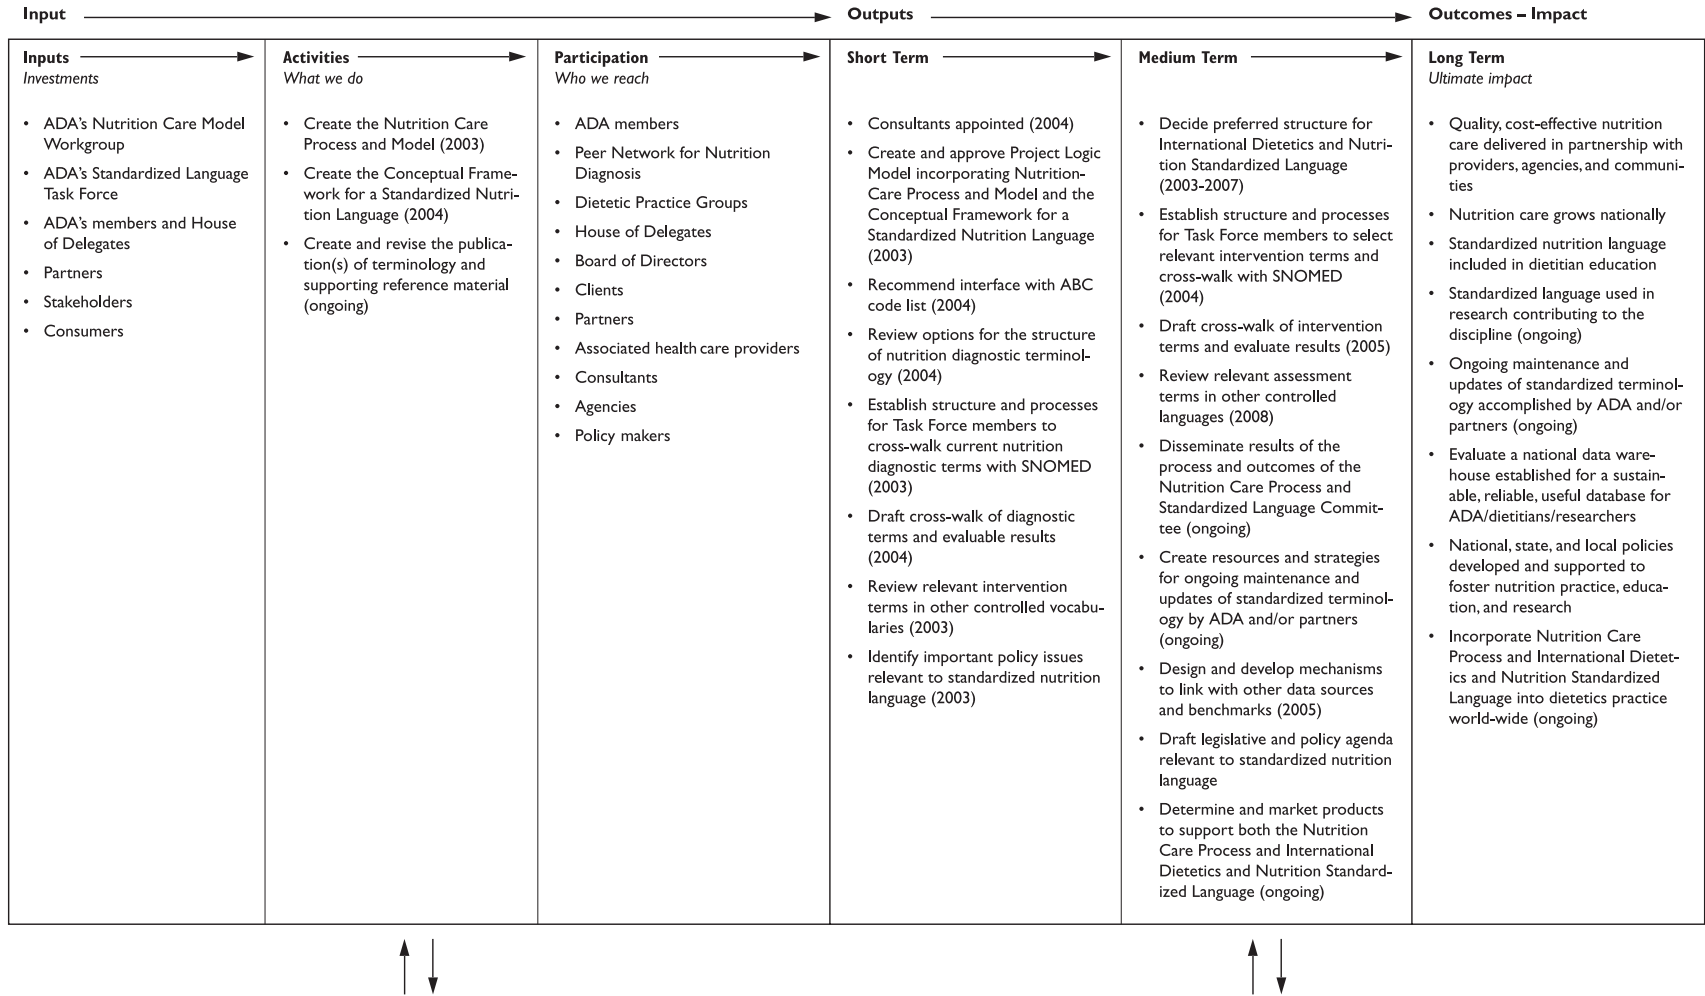 Input
Outputs
Outcomes – Impact
Inputs
Investments
• ADA's Nutrition Care Model
Workgroup
• ADA's Standardized Language
Task Force
• ADA's members and House
of Delegates
• Partners
• Stakeholders
• Consumers
Activities
What we do
• Create the Nutrition Care
Process and Model (2003)
• Create the Conceptual Frame-
work for a Standardized Nutri-
tion Language (2004)
• Create and revise the publica-
tion(s) of terminology and
supporting reference material
(ongoing)
Participation
Who we reach
• ADA members
• Peer Network for Nutrition
Diagnosis
• Dietetic Practice Groups
• House of Delegates
• Board of Directors
• Clients
• Partners
• Associated health care providers
• Consultants
• Agencies
• Policy makers
Short Term
• Consultants appointed (2004)
• Create and approve Project Logic
Model incorporating Nutrition-
Care Process and Model and the
Conceptual Framework for a
Standardized Nutrition Language
(2003)
• Recommend interface with ABC
code list (2004)
• Review options for the structure
of nutrition diagnostic terminol-
ogy (2004)
• Establish structure and processes
for Task Force members to
cross-walk current nutrition
diagnostic terms with SNOMED
(2003)
• Draft cross-walk of diagnostic
terms and evaluable results
(2004)
• Review relevant intervention
terms in other controlled vocabu-
laries (2003)
• Identify important policy issues
relevant to standardized nutrition
language (2003)
Medium Term
• Decide preferred structure for
International Dietetics and Nutri-
tion Standardized Language
(2003-2007)
• Establish structure and processes
for Task Force members to select
relevant intervention terms and
cross-walk with SNOMED
(2004)
• Draft cross-walk of intervention
terms and evaluate results (2005)
• Review relevant assessment
terms in other controlled
languages (2008)
• Disseminate results of the
process and outcomes of the
Nutrition Care Process and
Standardized Language Commit-
tee (ongoing)
• Create resources and strategies
for ongoing maintenance and
updates of standardized terminol-
ogy by ADA and/or partners
(ongoing)
• Design and develop mechanisms
to link with other data sources
and benchmarks (2005)
• Draft legislative and policy agenda
relevant to standardized nutrition
language
• Determine and market products
to support both the Nutrition
Care Process and International
Dietetics and Nutrition Standard-
ized Language (ongoing)
Long Term
Ultimate impact
• Quality, cost-effective nutrition
care delivered in partnership with
providers, agencies, and communi-
ties
• Nutrition care grows nationally
• Standardized nutrition language
included in dietitian education
• Standardized language used in
research contributing to the
discipline (ongoing)
• Ongoing maintenance and
updates of standardized terminol-
ogy accomplished by ADA and/or
partners (ongoing)
• Evaluate a national data ware-
house established for a sustain-
able, reliable, useful database for
ADA/dietitians/researchers
• National, state, and local policies
developed and supported to
foster nutrition practice, educa-
tion, and research
• Incorporate Nutrition Care
Process and International Dietet-
ics and Nutrition Standardized
Language into dietetics practice
world-wide (ongoing)